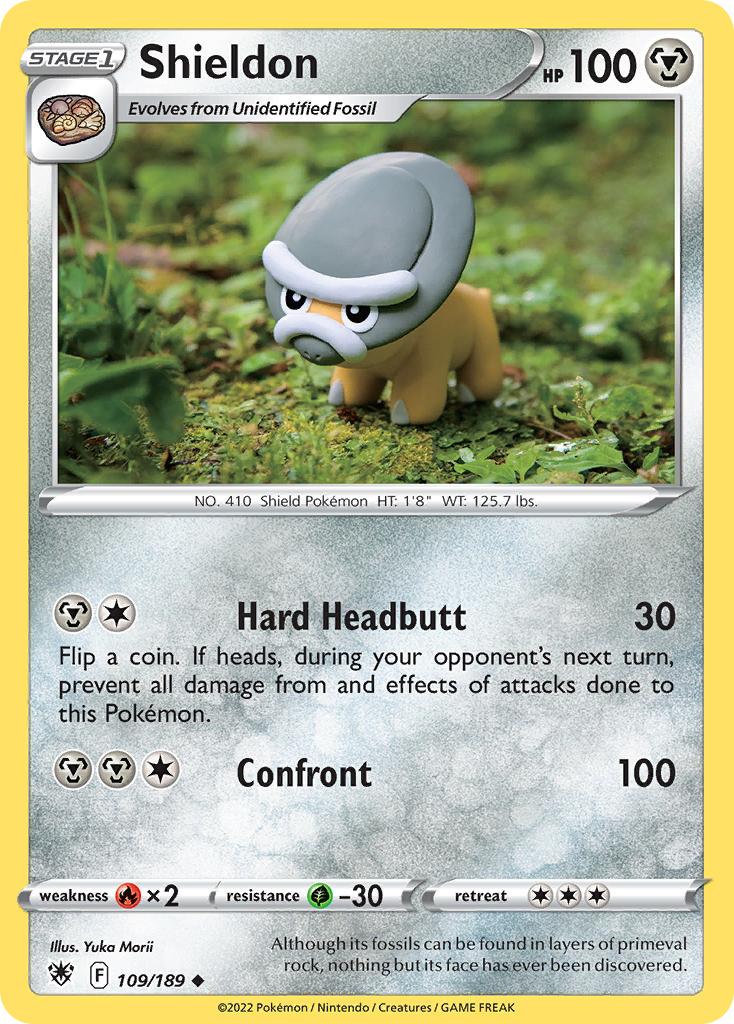 STAGE1 Shieldon HP 100
Evolves from Unidentified Fossil
NO. 410 Shield Pokémon HT: 1'8" WT: 125.7 lbs.
Hard Headbutt 30
Flip a coin. If heads, during your opponent's next turn,
prevent all damage from and effects of attacks done to
this Pokémon.
Confront 100
weakness ×2 resistance -30 retreat
Illus. Yuka Morii
Although its fossils can be found in layers of primeval
rock, nothing but its face has ever been discovered.
F 109/189
©2022 Pokémon / Nintendo / Creatures / GAME FREAK